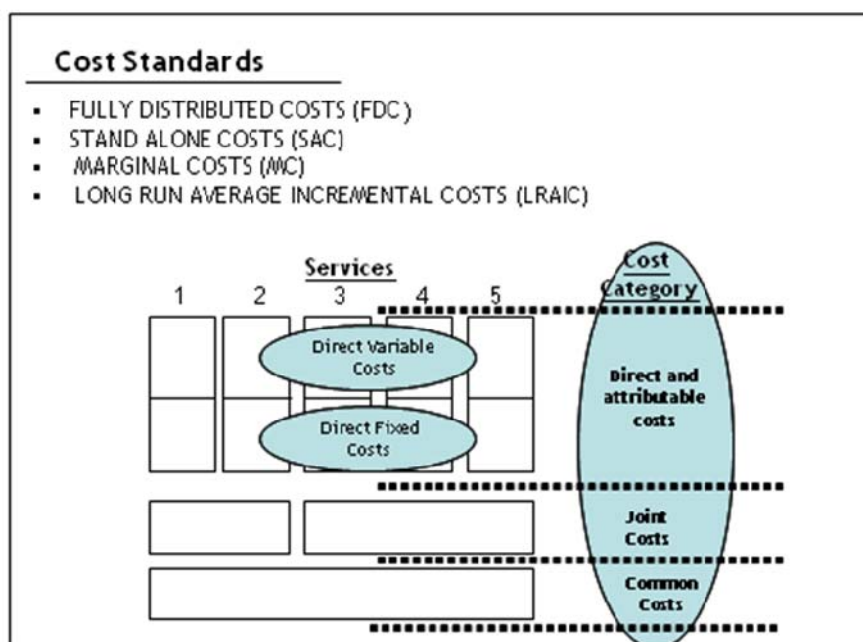 Cost Standards
▪ FULLY DISTRIBUTED COSTS (FDC)
▪ STAND ALONE COSTS (SAC)
▪ MARGINAL COSTS (MC)
▪ LONG RUN AVERAGE INCREMENTAL COSTS (LRAIC)
Services
1 2 3 4 5
Direct Variable
Costs
Direct Fixed
Costs
Cost
Category
Direct and
attributable
costs
Joint
Costs
Common
Costs